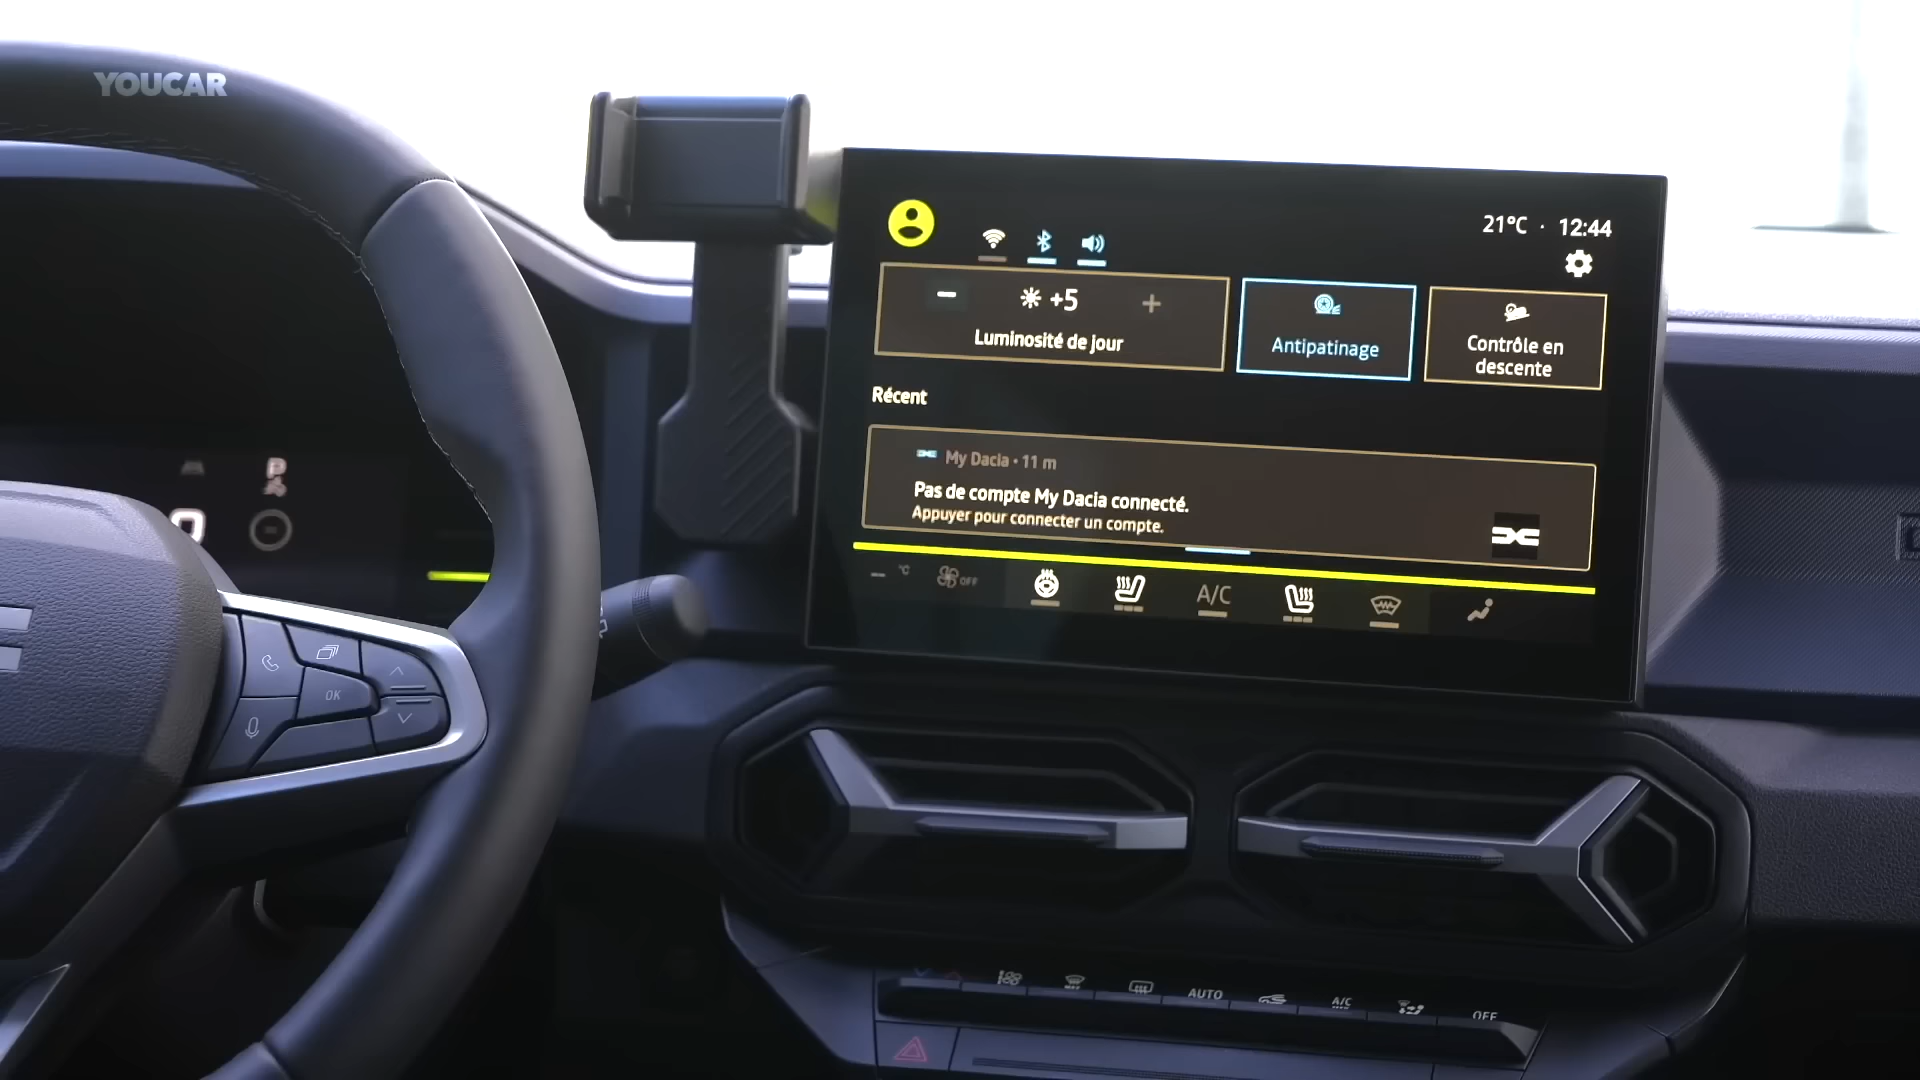 YOUCAR
21°C · 12:44
+5
Luminosité de jour
Antipatinage
Contrôle en
descente
Récent
My Dacia · 11 m
Pas de compte My Dacia connecté.
Appuyer pour connecter un compte.
-- °C
OFF
A/C
P
0
OK
AUTO
A/C
OFF